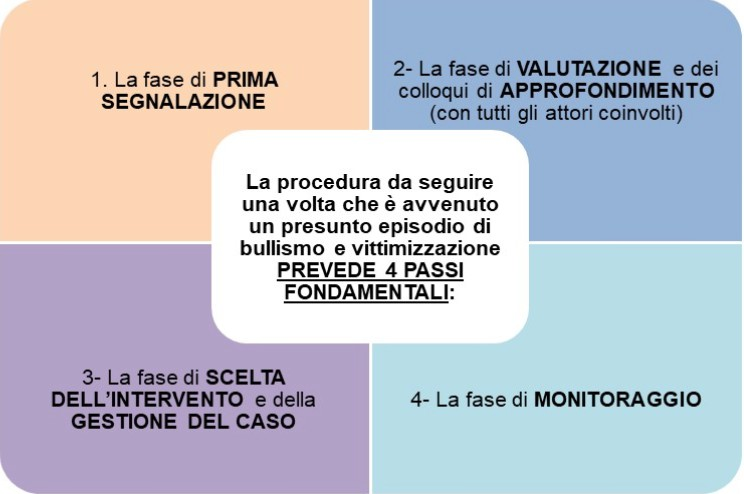 1. La fase di PRIMA
SEGNALAZIONE
2- La fase di VALUTAZIONE e dei
colloqui di APPROFONDIMENTO
(con tutti gli attori coinvolti)
La procedura da seguire
una volta che è avvenuto
un presunto episodio di
bullismo e vittimizzazione
PREVEDE 4 PASSI
FONDAMENTALI:
3- La fase di SCELTA
DELL'INTERVENTO e della
GESTIONE DEL CASO
4- La fase di MONITORAGGIO